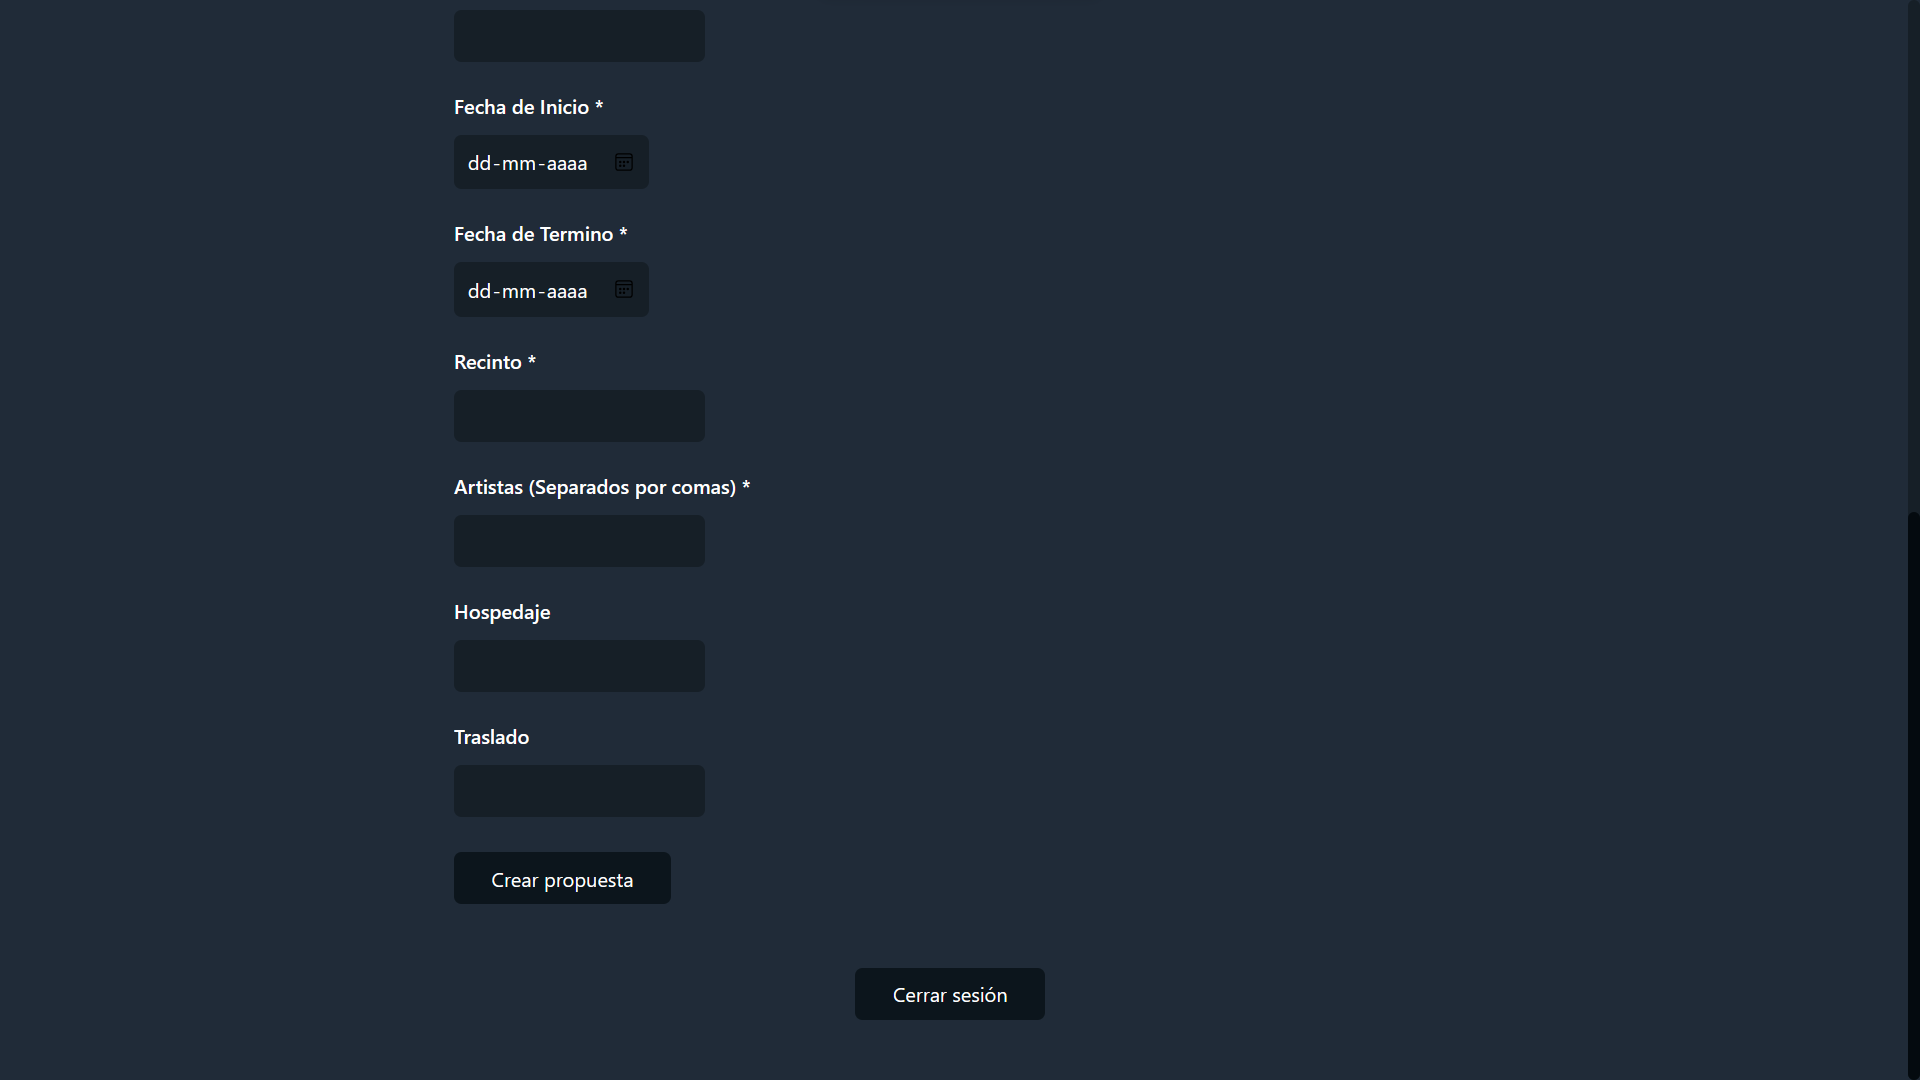 Fecha de Inicio *
dd-mm-aaaa
Fecha de Termino *
dd-mm-aaaa
Recinto *
Artistas (Separados por comas) *
Hospedaje
Traslado
Crear propuesta
Cerrar sesión